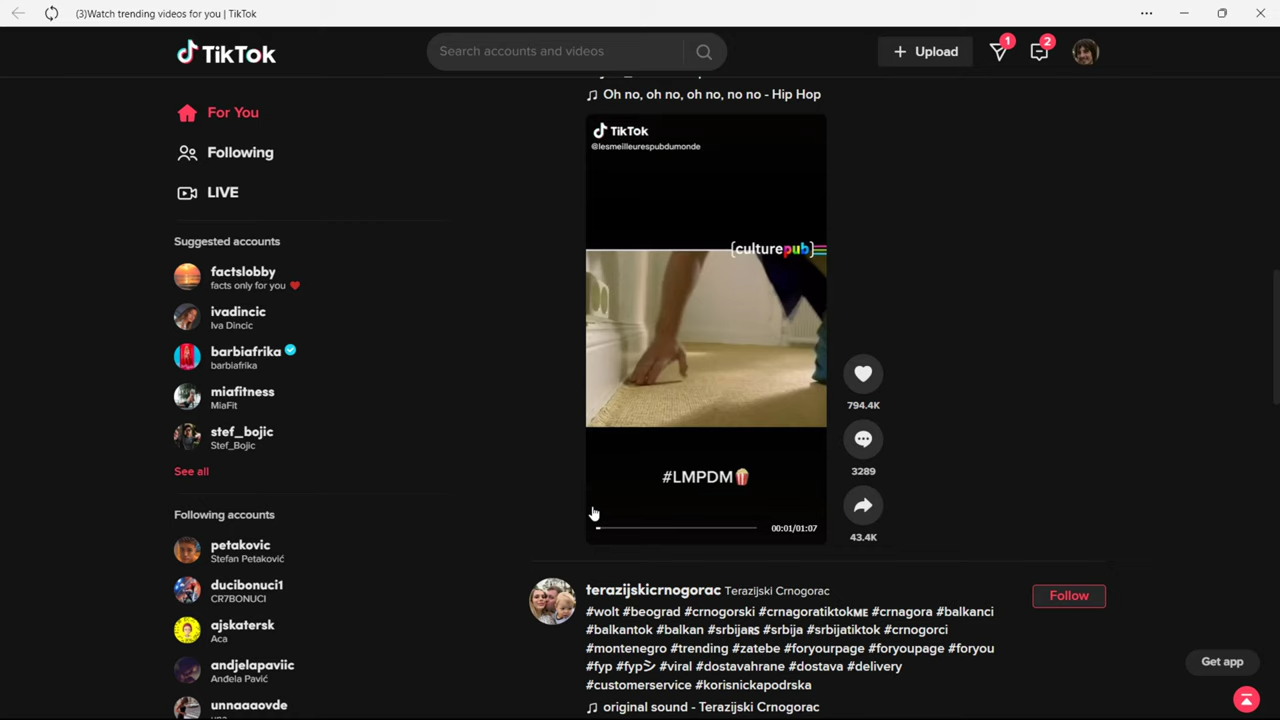 (3)Watch trending videos for you | TikTok
TikTok
Search accounts and videos
Upload
1
2
For You
Following
LIVE
Suggested accounts
factslobby
facts only for you
ivadincic
Iva Dincic
barbiafrika
barbiafrika
miafitness
MiaFit
stef_bojic
Stef_Bojic
See all
Following accounts
petakovic
Stefan Petaković
ducibonuci1
CR7BONUCI
ajskatersk
Aca
andjelapaviic
Anđela Pavić
unnaaaovde
Oh no, oh no, oh no, no no - Hip Hop
TikTok
@lesmeilleurespubdumonde
{culturepub}
#LMPDM🍿
00:01/01:07
794.4K
3289
43.4K
terazijskicrnogorac Terazijski Crnogorac
Follow
#wolt #beograd #crnogorski #crnagoratiktokME #crnagora #balkanci
#balkantok #balkan #srbijaRS #srbija #srbijatiktok #crnogorci
#montenegro #trending #zatebe #foryourpage #foryoupage #foryou
#fyp #fypシ #viral #dostavahrane #dostava #delivery
#customerservice #korisnickapodrska
original sound - Terazijski Crnogorac
Get app